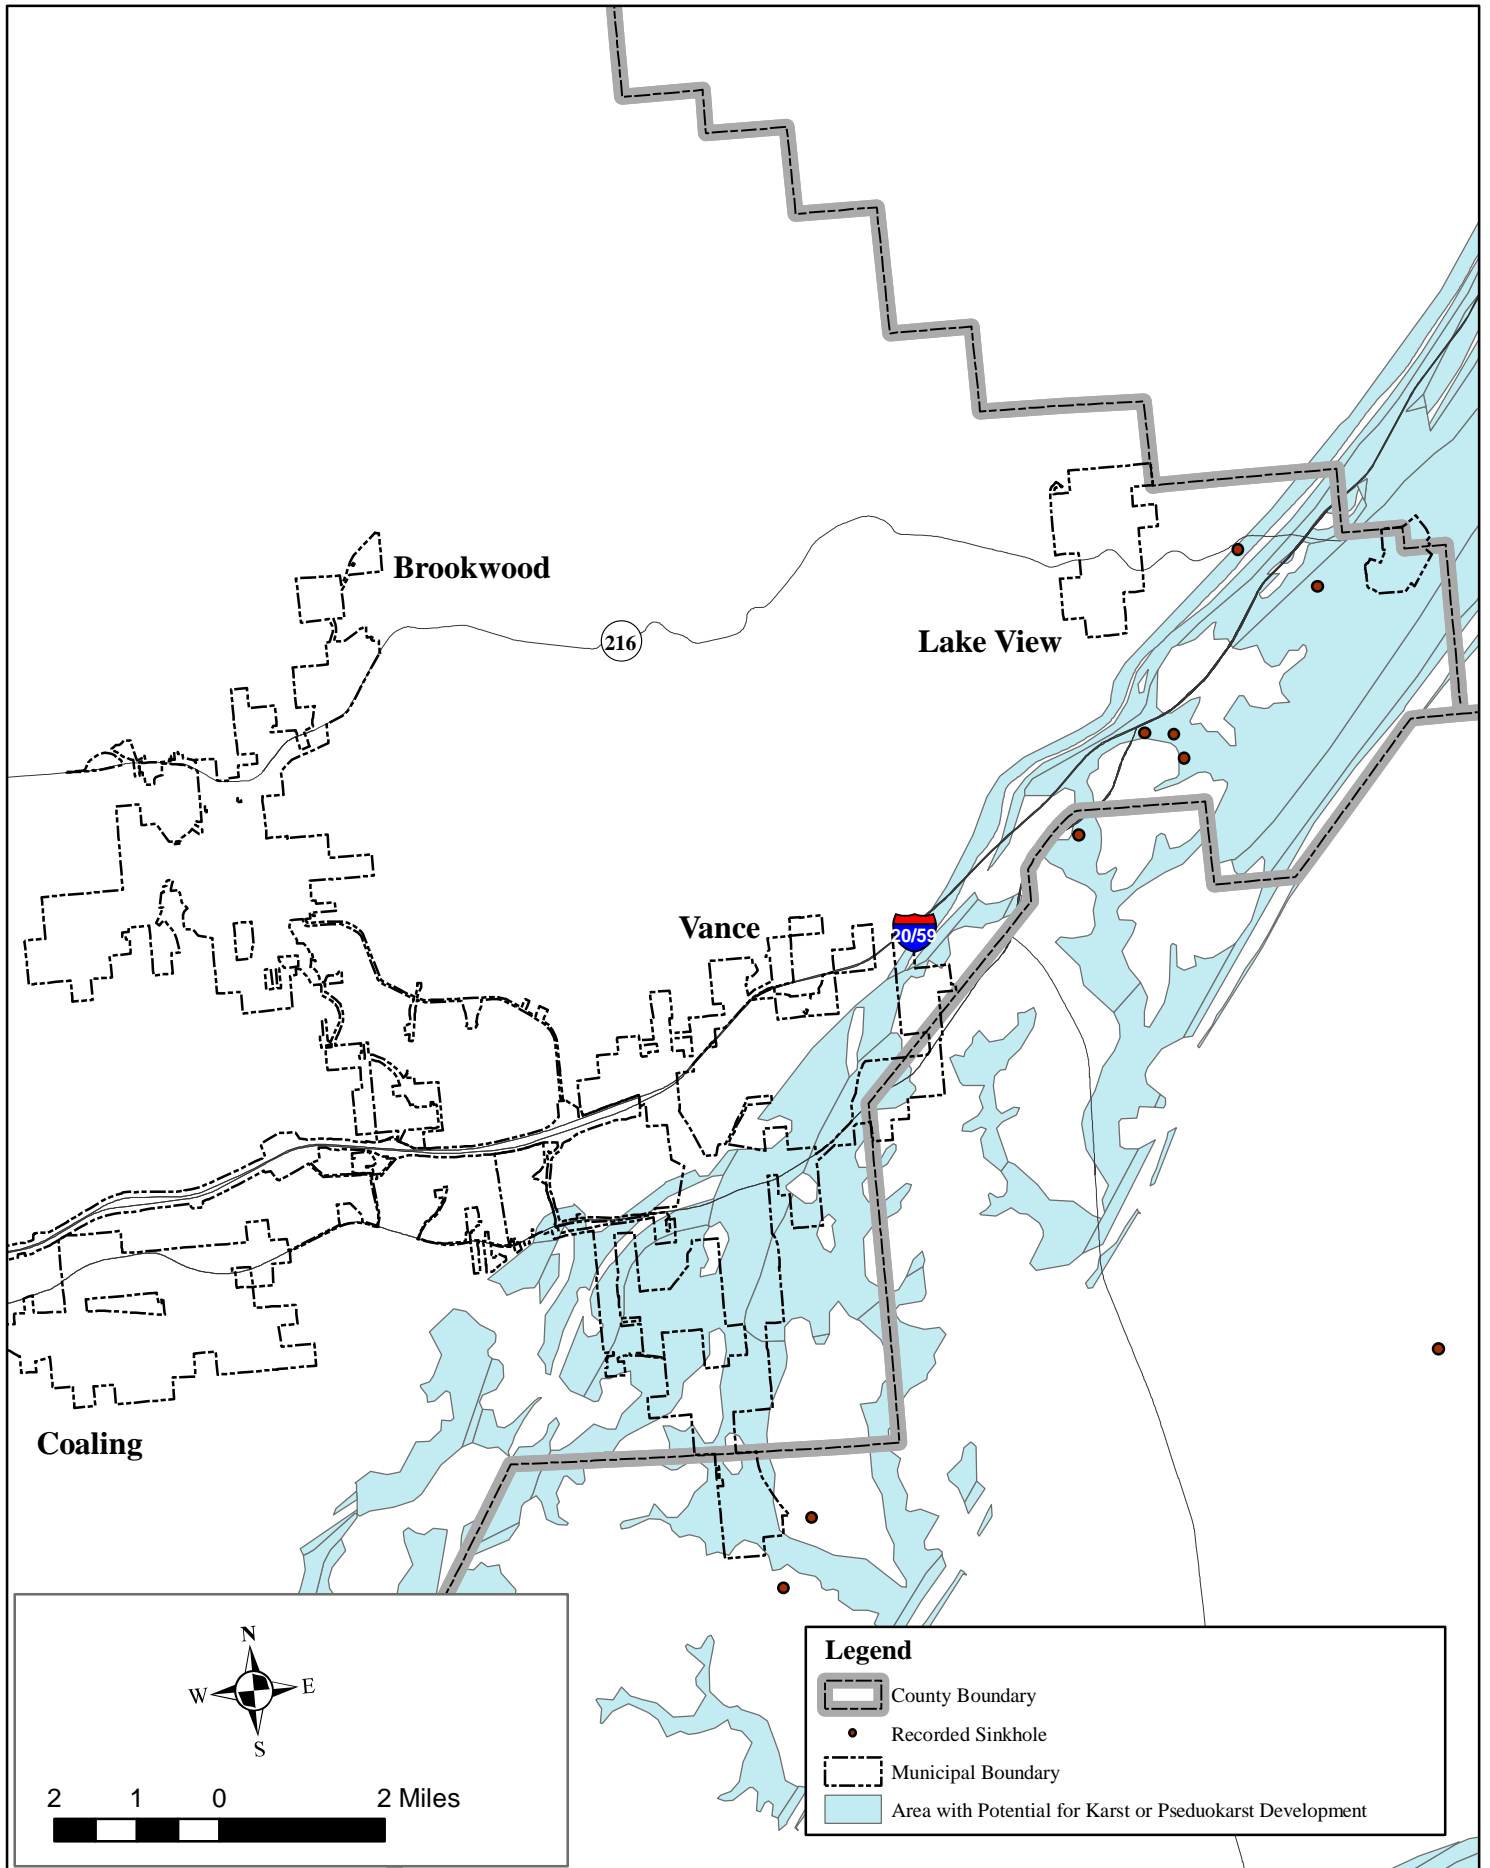 Brookwood
216
Lake View
Vance
20/59
Coaling
N
W E
S
2 1 0 2 Miles
Legend
County Boundary
Recorded Sinkhole
Municipal Boundary
Area with Potential for Karst or Pseduokarst Development